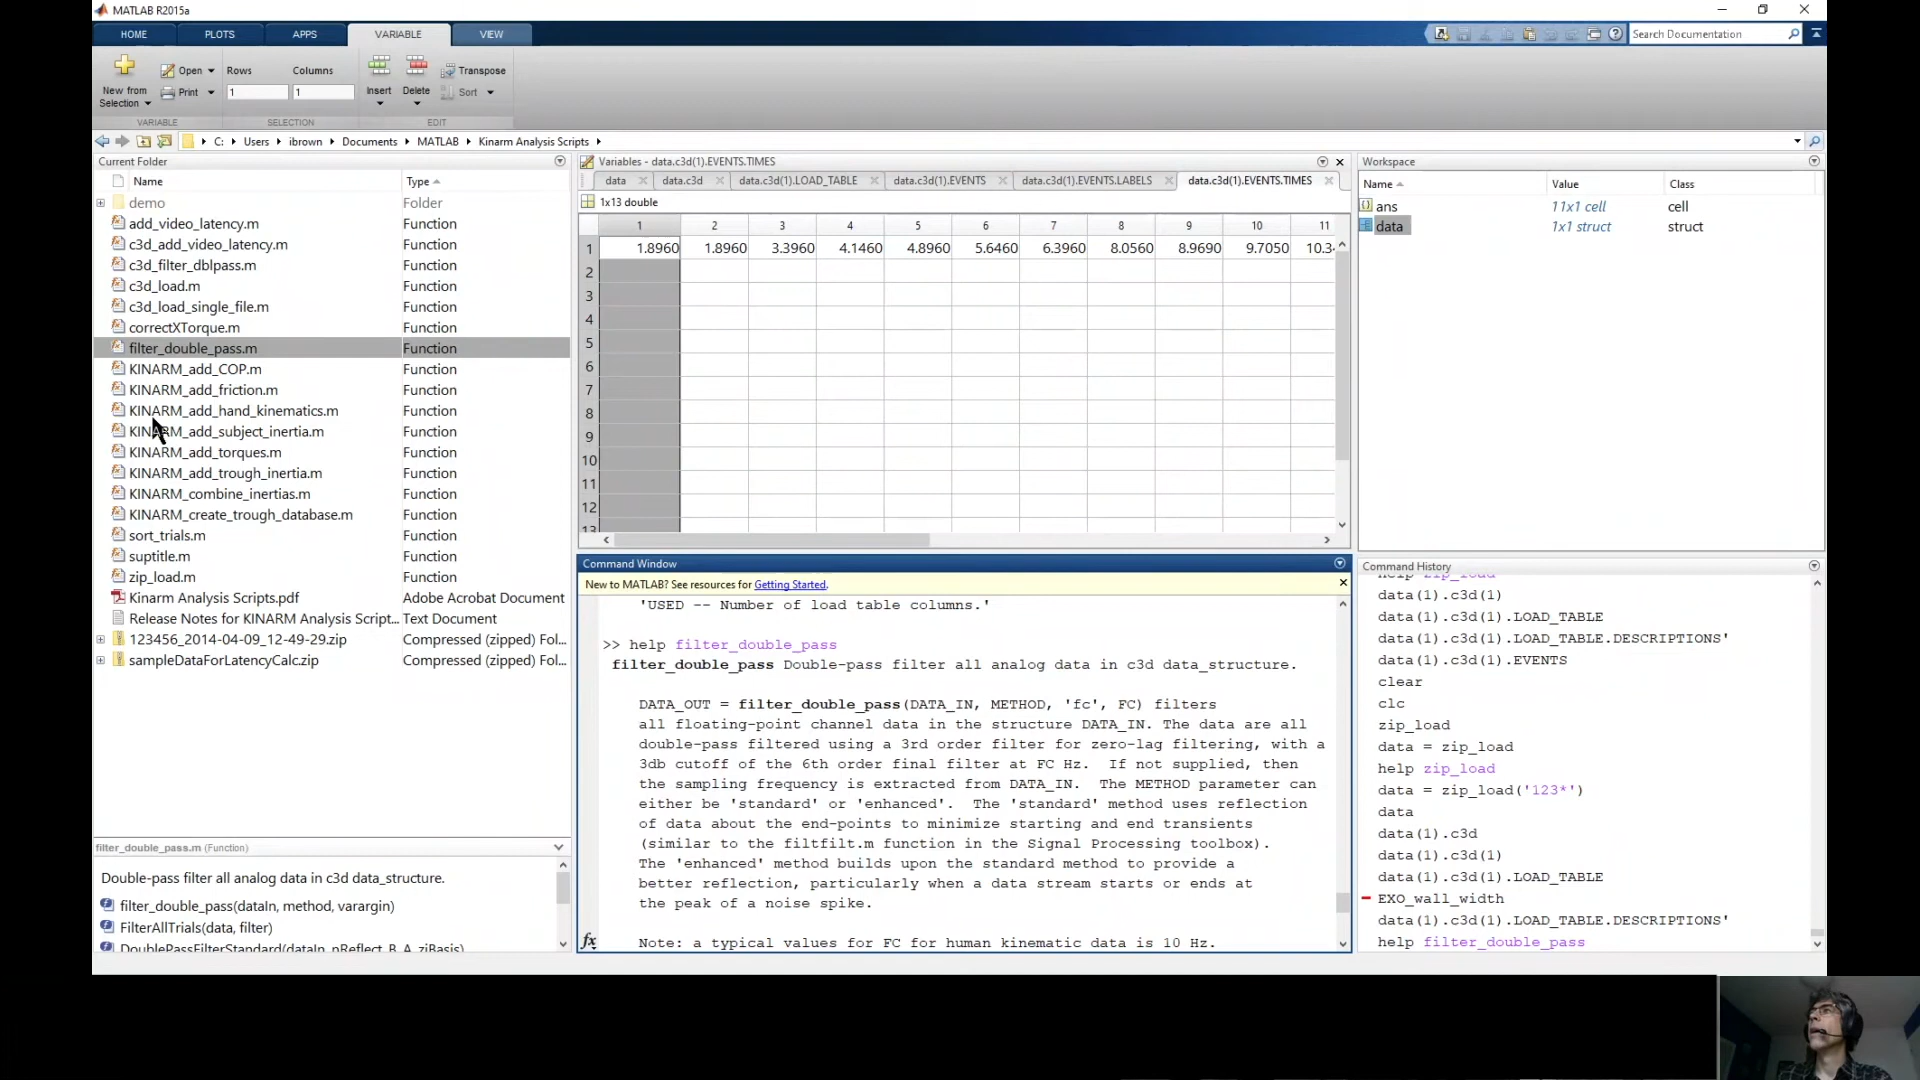 MATLAB R2015a
HOME
PLOTS
APPS
VARIABLE
VIEW
Search Documentation
New from
Selection
Open
Print
Rows
Columns
1
1
Insert
Delete
Transpose
Sort
VARIABLE
SELECTION
EDIT
C: Users ibrown Documents MATLAB Kinarm Analysis Scripts
Current Folder
Name Type
demo Folder
add_video_latency.m Function
c3d_add_video_latency.m Function
c3d_filter_dblpass.m Function
c3d_load.m Function
c3d_load_single_file.m Function
correctXTorque.m Function
filter_double_pass.m Function
KINARM_add_COP.m Function
KINARM_add_friction.m Function
KINARM_add_hand_kinematics.m Function
KINARM_add_subject_inertia.m Function
KINARM_add_torques.m Function
KINARM_add_trough_inertia.m Function
KINARM_combine_inertias.m Function
KINARM_create_trough_database.m Function
sort_trials.m Function
suptitle.m Function
zip_load.m Function
Kinarm Analysis Scripts.pdf Adobe Acrobat Document
Release Notes for KINARM Analysis Script... Text Document
123456_2014-04-09_12-49-29.zip Compressed (zipped) Fol...
sampleDataForLatencyCalc.zip Compressed (zipped) Fol...
filter_double_pass.m (Function)
Double-pass filter all analog data in c3d data_structure.
filter_double_pass(dataIn, method, varargin)
FilterAllTrials(data, filter)
DoublePassFilterStandard(dataIn, nReflect, B, A, ziBasis)
Variables - data.c3d(1).EVENTS.TIMES
data
data.c3d
data.c3d(1).LOAD_TABLE
data.c3d(1).EVENTS
data.c3d(1).EVENTS.LABELS
data.c3d(1).EVENTS.TIMES
1x13 double
1 2 3 4 5 6 7 8 9 10 11
1 1.8960 1.8960 3.3960 4.1460 4.8960 5.6460 6.3960 8.0560 8.9690 9.7050 10.3
2
3
4
5
6
7
8
9
10
11
12
13
Command Window
New to MATLAB? See resources for Getting Started.
'USED -- Number of load table columns.'
>> help filter_double_pass
filter_double_pass Double-pass filter all analog data in c3d data_structure.
DATA_OUT = filter_double_pass(DATA_IN, METHOD, 'fc', FC) filters
all floating-point channel data in the structure DATA_IN. The data are all
double-pass filtered using a 3rd order filter for zero-lag filtering, with a
3db cutoff of the 6th order final filter at FC Hz.  If not supplied, then
the sampling frequency is extracted from DATA_IN.  The METHOD parameter can
either be 'standard' or 'enhanced'.  The 'standard' method uses reflection
of data about the end-points to minimize starting and end transients
(similar to the filtfilt.m function in the Signal Processing toolbox).
The 'enhanced' method builds upon the standard method to provide a
better reflection, particularly when a data stream starts or ends at
the peak of a noise spike.
Note: a typical values for FC for human kinematic data is 10 Hz.
fx
Workspace
Name Value Class
ans 11x1 cell cell
data 1x1 struct struct
Command History
help zip_load
data(1).c3d(1)
data(1).c3d(1).LOAD_TABLE
data(1).c3d(1).LOAD_TABLE.DESCRIPTIONS'
data(1).c3d(1).EVENTS
clear
clc
zip_load
data = zip_load
help zip_load
data = zip_load('123*')
data
data(1).c3d
data(1).c3d(1)
data(1).c3d(1).LOAD_TABLE
EXO_wall_width
data(1).c3d(1).LOAD_TABLE.DESCRIPTIONS'
help filter_double_pass